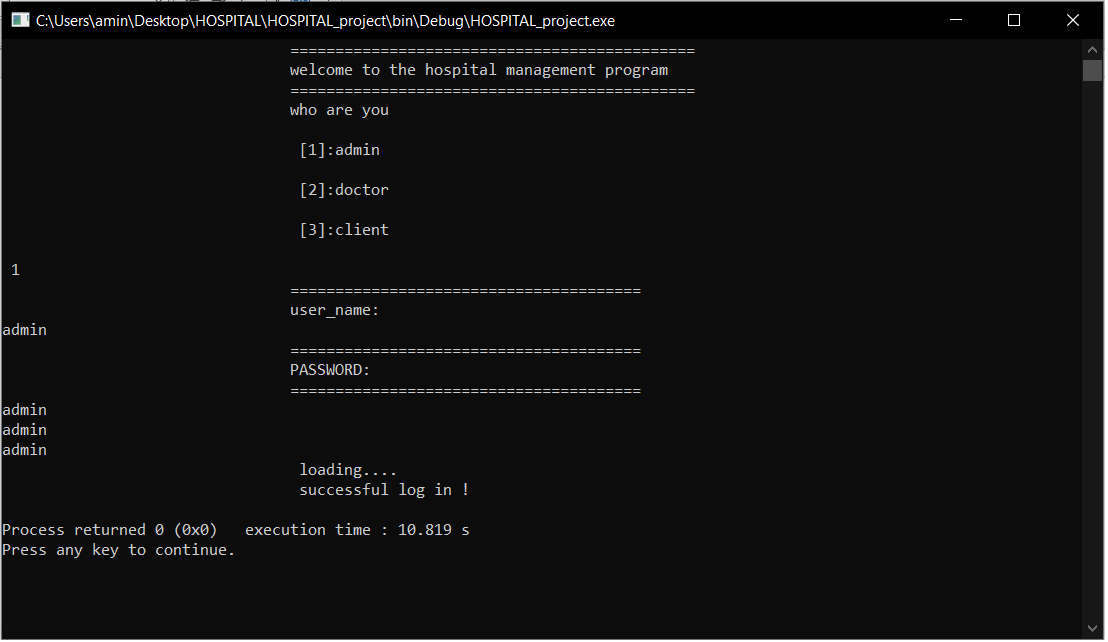 C:\Users\amin\Desktop\HOSPITAL\HOSPITAL_project\bin\Debug\HOSPITAL_project.exe
=============================================
welcome to the hospital management program
=============================================
who are you
[1]:admin
[2]:doctor
[3]:client
1
=======================================
user_name:
admin
=======================================
PASSWORD:
=======================================
admin
admin
admin
loading....
successful log in !
Process returned 0 (0x0)   execution time : 10.819 s
Press any key to continue.